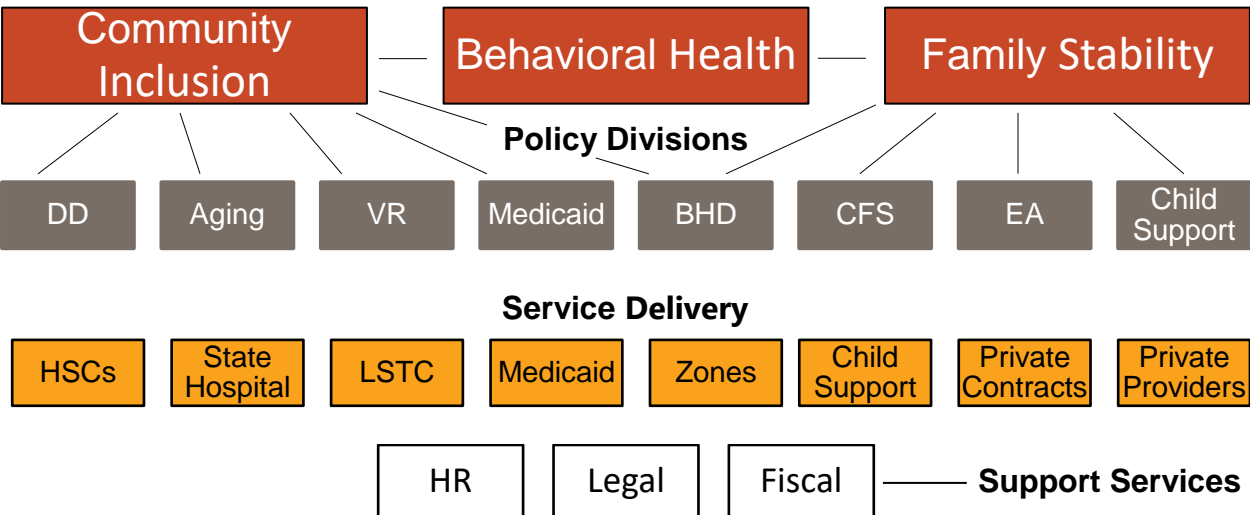 Community
Inclusion
Behavioral Health
Family Stability
Policy Divisions
DD
Aging
VR
Medicaid
BHD
CFS
EA
Child
Support
Service Delivery
HSCs
State
Hospital
LSTC
Medicaid
Zones
Child
Support
Private
Contracts
Private
Providers
HR
Legal
Fiscal
Support Services